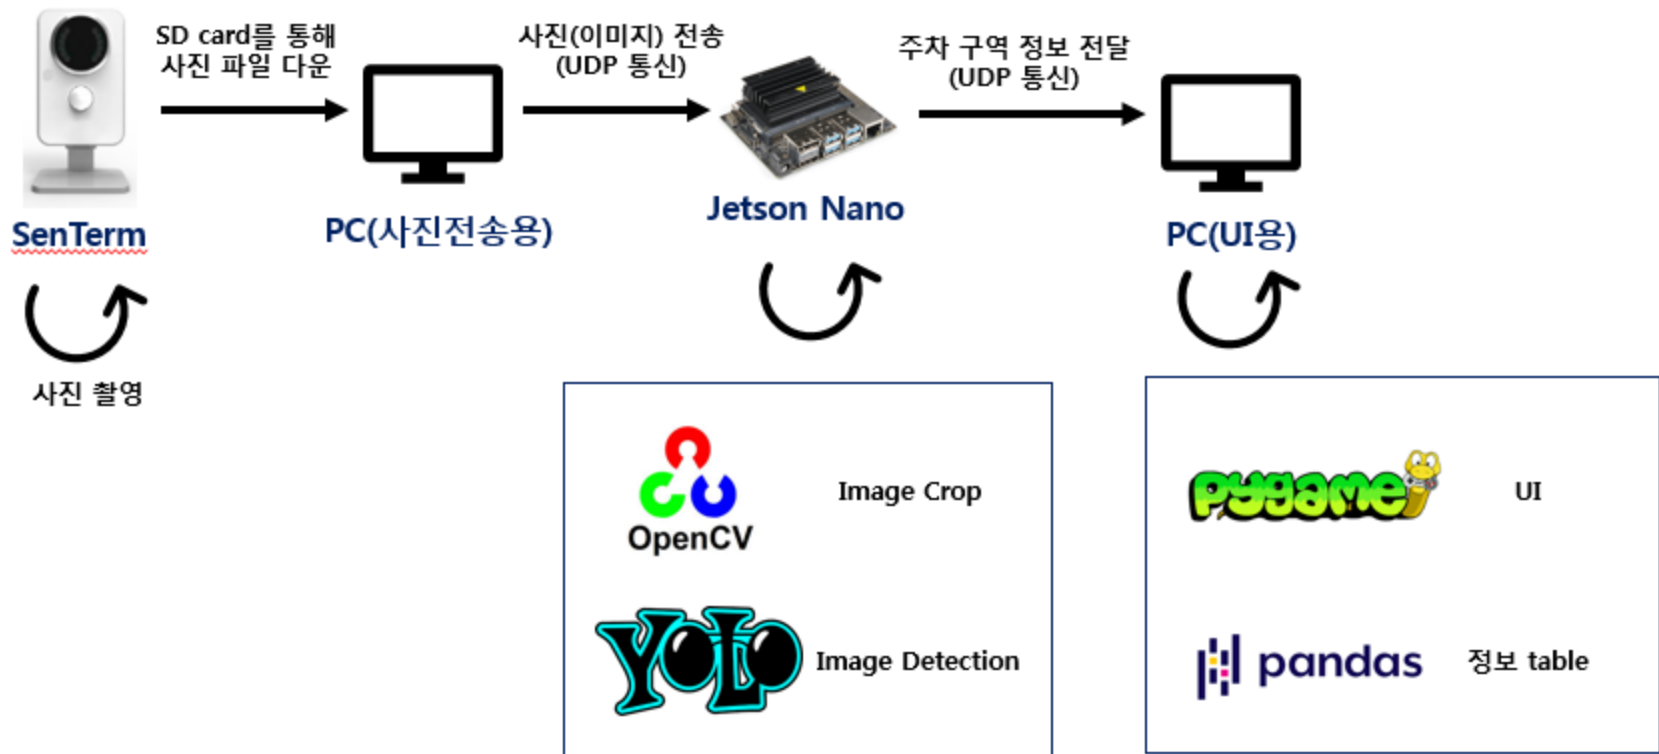 SD card를 통해
사진 파일 다운
사진(이미지) 전송
(UDP 통신)
주차 구역 정보 전달
(UDP 통신)
SenTerm
PC(사진전송용)
Jetson Nano
PC(UI용)
사진 촬영
OpenCV
Image Crop
YOLO
Image Detection
pygame
UI
pandas
정보 table